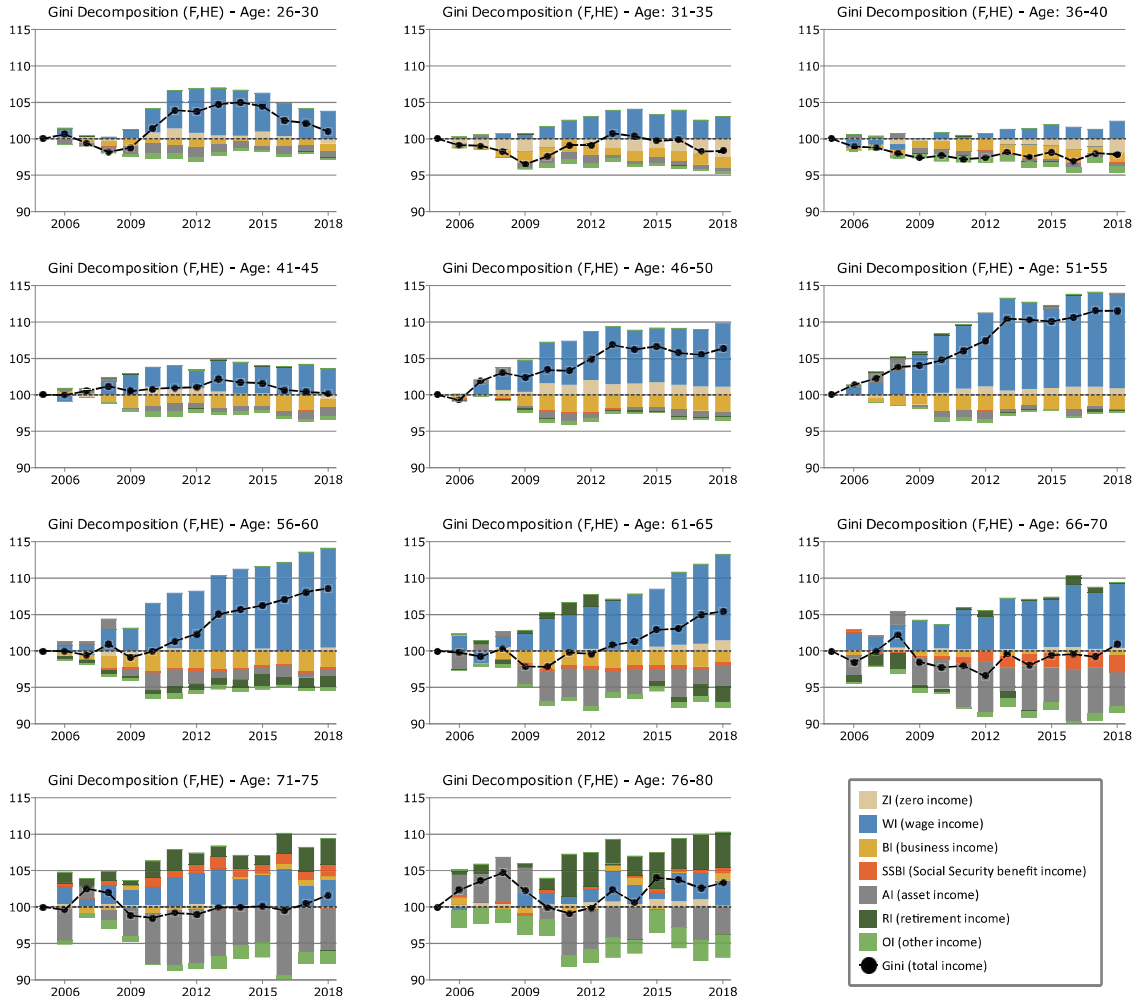 Gini Decomposition (F,HE) - Age: 26-30
115
110
105
100
95
90
2006 2009 2012 2015 2018
Gini Decomposition (F,HE) - Age: 31-35
115
110
105
100
95
90
2006 2009 2012 2015 2018
Gini Decomposition (F,HE) - Age: 36-40
115
110
105
100
95
90
2006 2009 2012 2015 2018
Gini Decomposition (F,HE) - Age: 41-45
115
110
105
100
95
90
2006 2009 2012 2015 2018
Gini Decomposition (F,HE) - Age: 46-50
115
110
105
100
95
90
2006 2009 2012 2015 2018
Gini Decomposition (F,HE) - Age: 51-55
115
110
105
100
95
90
2006 2009 2012 2015 2018
Gini Decomposition (F,HE) - Age: 56-60
115
110
105
100
95
90
2006 2009 2012 2015 2018
Gini Decomposition (F,HE) - Age: 61-65
115
110
105
100
95
90
2006 2009 2012 2015 2018
Gini Decomposition (F,HE) - Age: 66-70
115
110
105
100
95
90
2006 2009 2012 2015 2018
Gini Decomposition (F,HE) - Age: 71-75
115
110
105
100
95
90
2006 2009 2012 2015 2018
Gini Decomposition (F,HE) - Age: 76-80
115
110
105
100
95
90
2006 2009 2012 2015 2018
ZI (zero income)
WI (wage income)
BI (business income)
SSBI (Social Security benefit income)
AI (asset income)
RI (retirement income)
OI (other income)
Gini (total income)